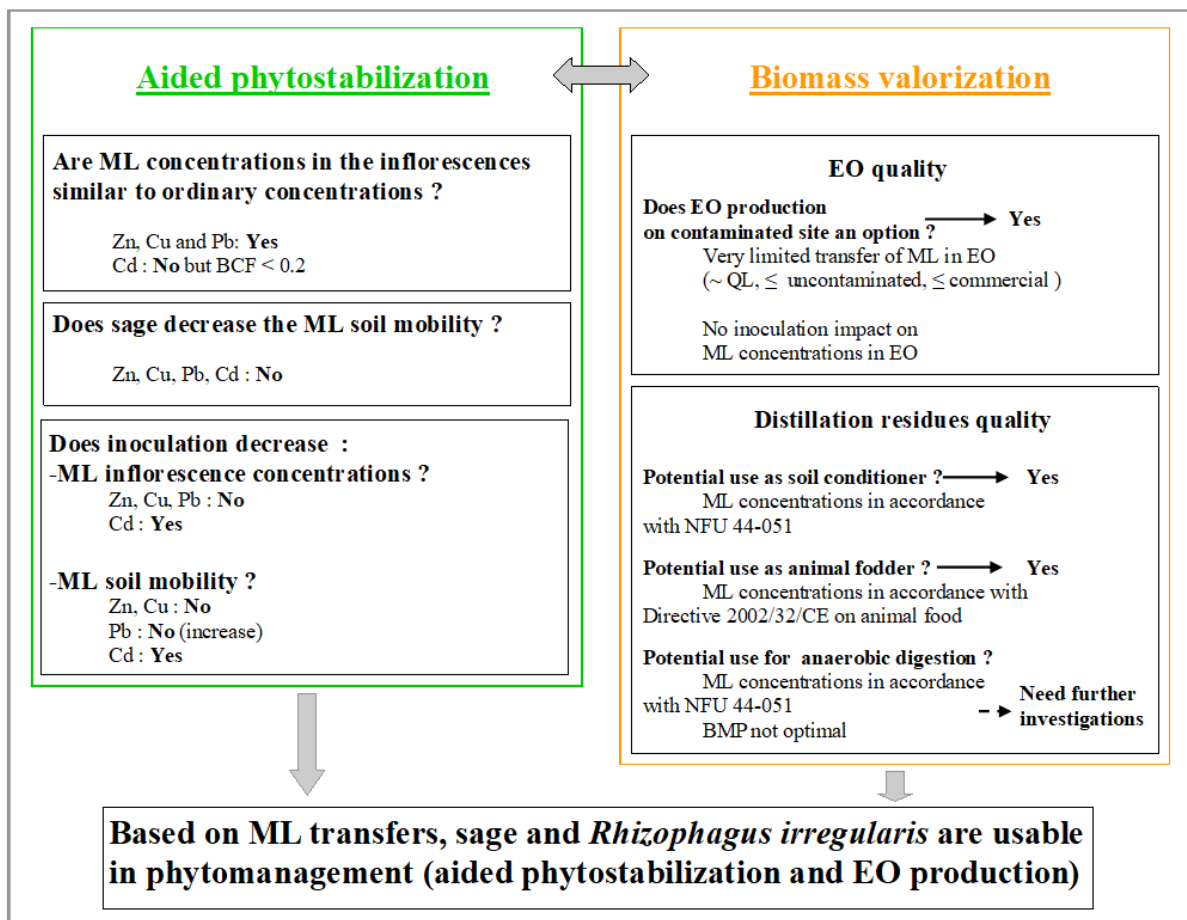 Aided phytostabilization
Are ML concentrations in the inflorescences
similar to ordinary concentrations ?
Zn, Cu and Pb: Yes
Cd : No but BCF < 0.2
Does sage decrease the ML soil mobility ?
Zn, Cu, Pb, Cd : No
Does inoculation decrease :
-ML inflorescence concentrations ?
Zn, Cu, Pb : No
Cd : Yes
-ML soil mobility ?
Zn, Cu : No
Pb : No (increase)
Cd : Yes
Biomass valorization
EO quality
Does EO production
on contaminated site an option ? Yes
Very limited transfer of ML in EO
(~ QL, ≤ uncontaminated, ≤ commercial )
No inoculation impact on
ML concentrations in EO
Distillation residues quality
Potential use as soil conditioner ? Yes
ML concentrations in accordance
with NFU 44-051
Potential use as animal fodder ? Yes
ML concentrations in accordance with
Directive 2002/32/CE on animal food
Potential use for anaerobic digestion ?
ML concentrations in accordance
with NFU 44-051
BMP not optimal
Need further
investigations
Based on ML transfers, sage and Rhizophagus irregularis are usable
in phytomanagement (aided phytostabilization and EO production)